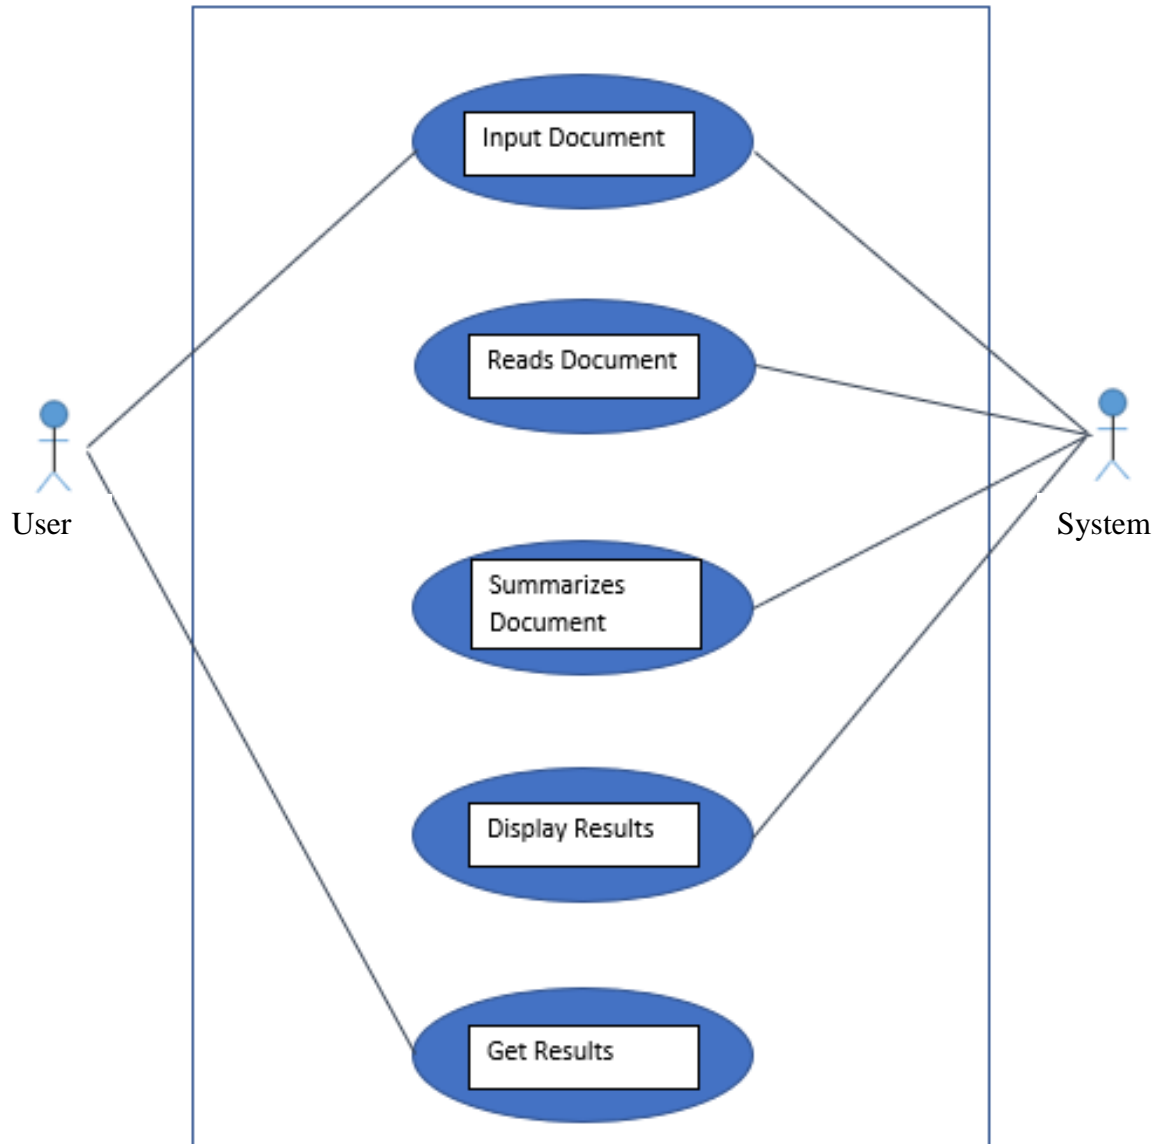 Input Document
Reads Document
User
System
Summarizes
Document
Display Results
Get Results